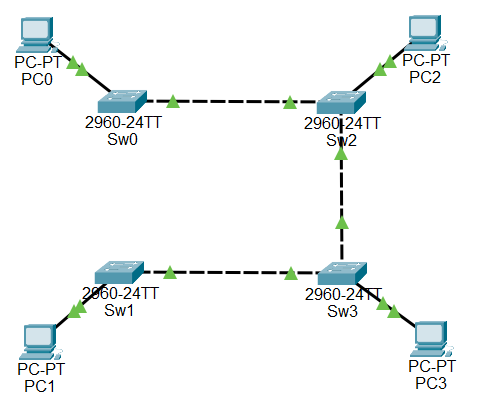 PC-PT
PC0
PC-PT
PC2
2960-24TT
Sw0
2960-24TT
Sw2
2960-24TT
Sw1
2960-24TT
Sw3
PC-PT
PC1
PC-PT
PC3